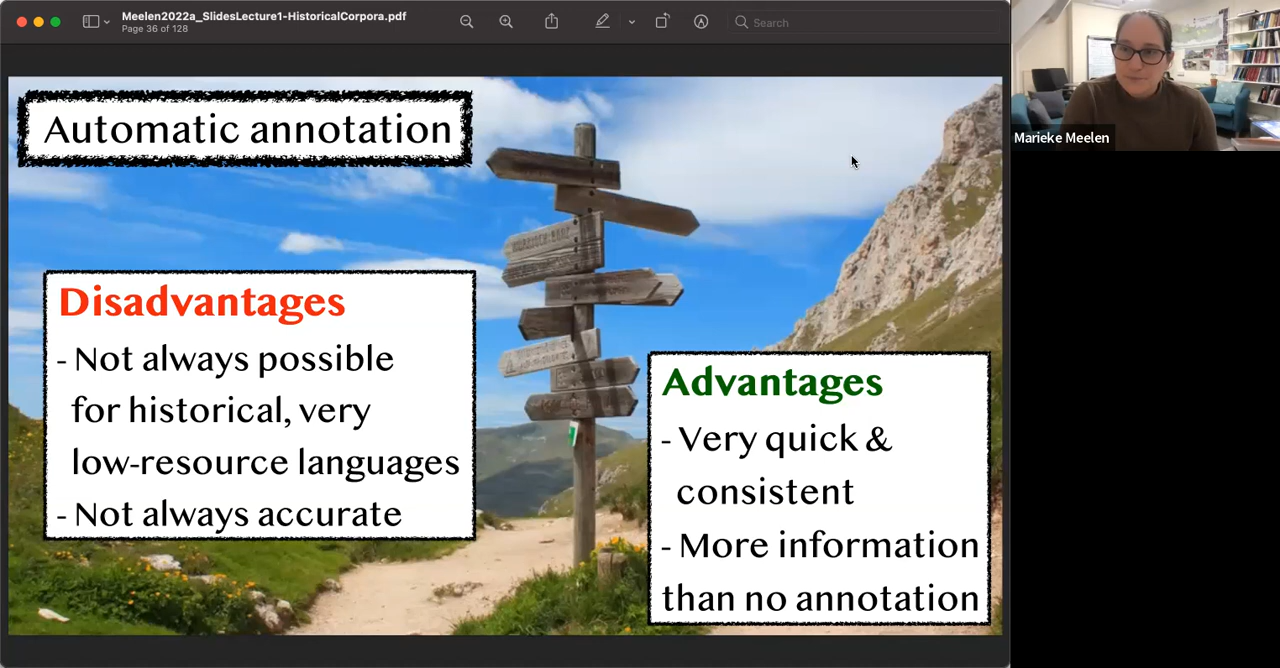 Meelen2022a_SlidesLecture1-HistoricalCorpora.pdf
Page 36 of 128
Search
Marieke Meelen
Automatic annotation
Disadvantages
- Not always possible
for historical, very
low-resource languages
- Not always accurate
Advantages
- Very quick &
consistent
- More information
than no annotation